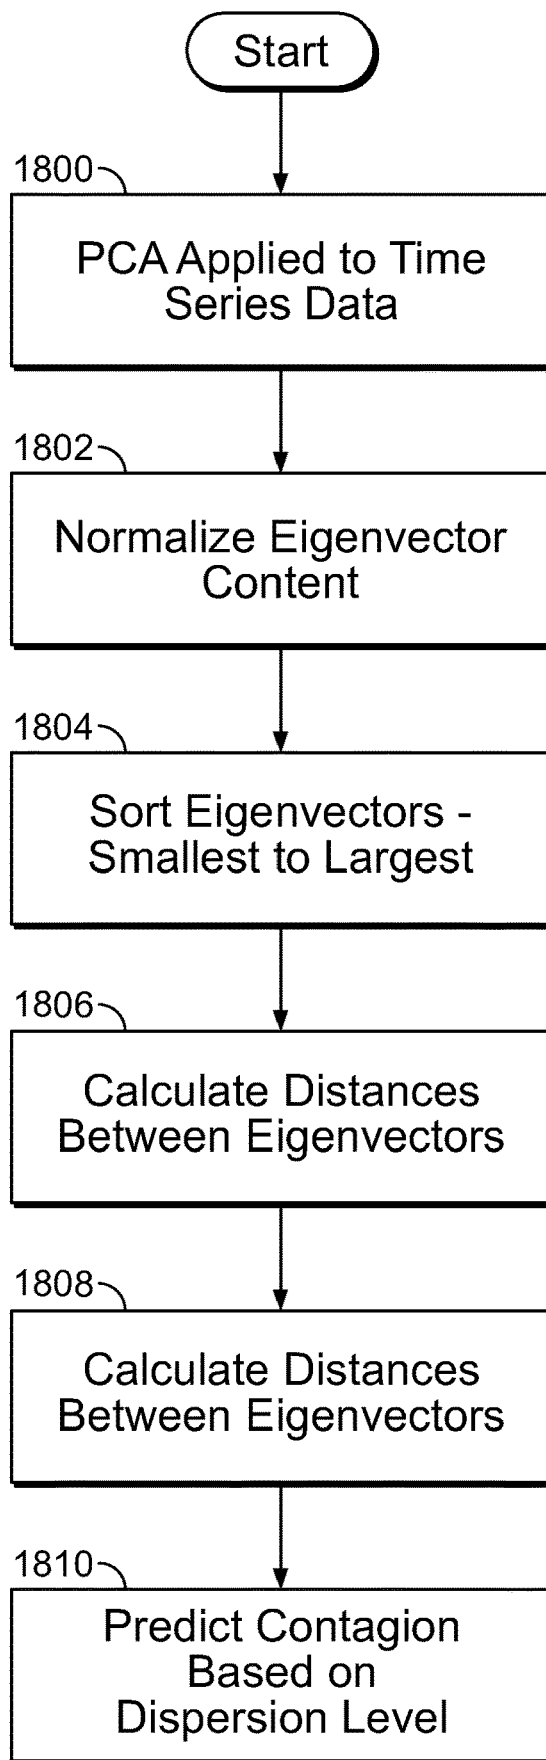 Start
1800
PCA Applied to Time
Series Data
1802
Normalize Eigenvector
Content
1804
Sort Eigenvectors -
Smallest to Largest
1806
Calculate Distances
Between Eigenvectors
1808
Calculate Distances
Between Eigenvectors
1810
Predict Contagion
Based on
Dispersion Level